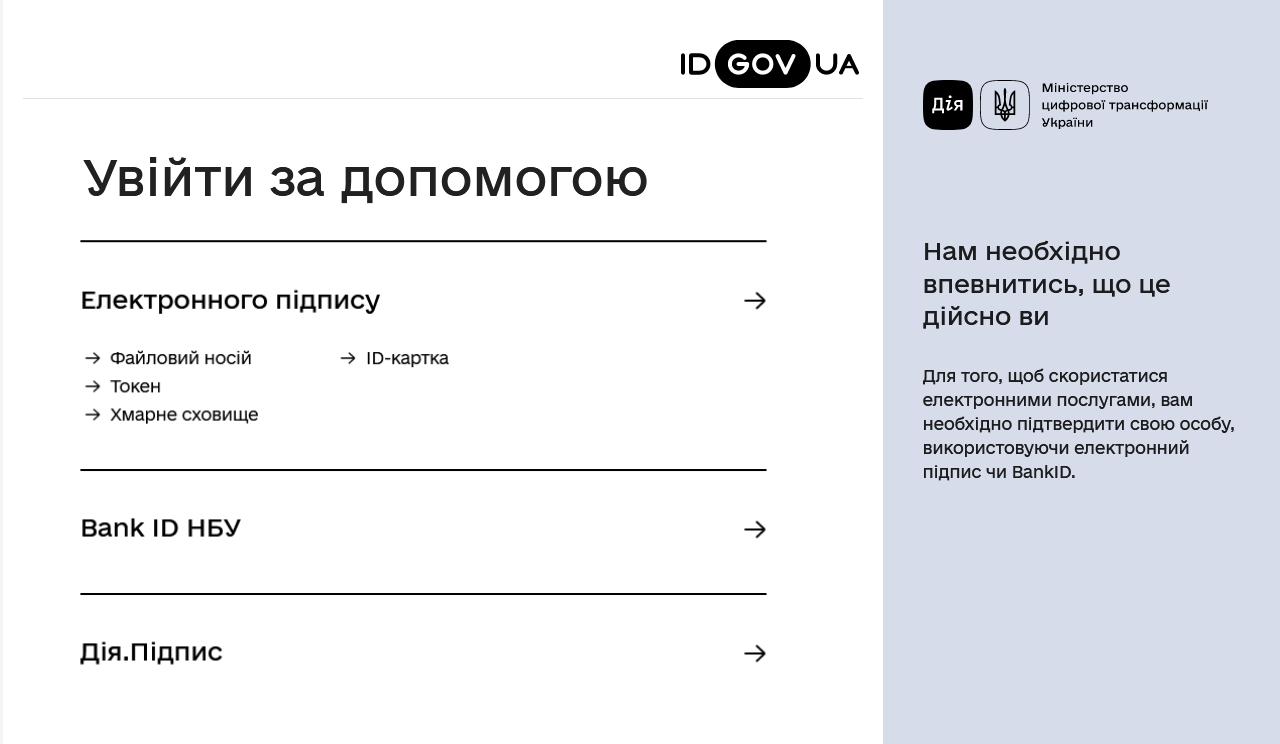 ID GOV UA
Увійти за допомогою
Електронного підпису
Файловий носій
ID-картка
Токен
Хмарне сховище
Bank ID НБУ
Дія.Підпис
Дія
Міністерство
цифрової трансформації
України
Нам необхідно
впевнитись, що це
дійсно ви
Для того, щоб скористатися
електронними послугами, вам
необхідно підтвердити свою особу,
використовуючи електронний
підпис чи BankID.